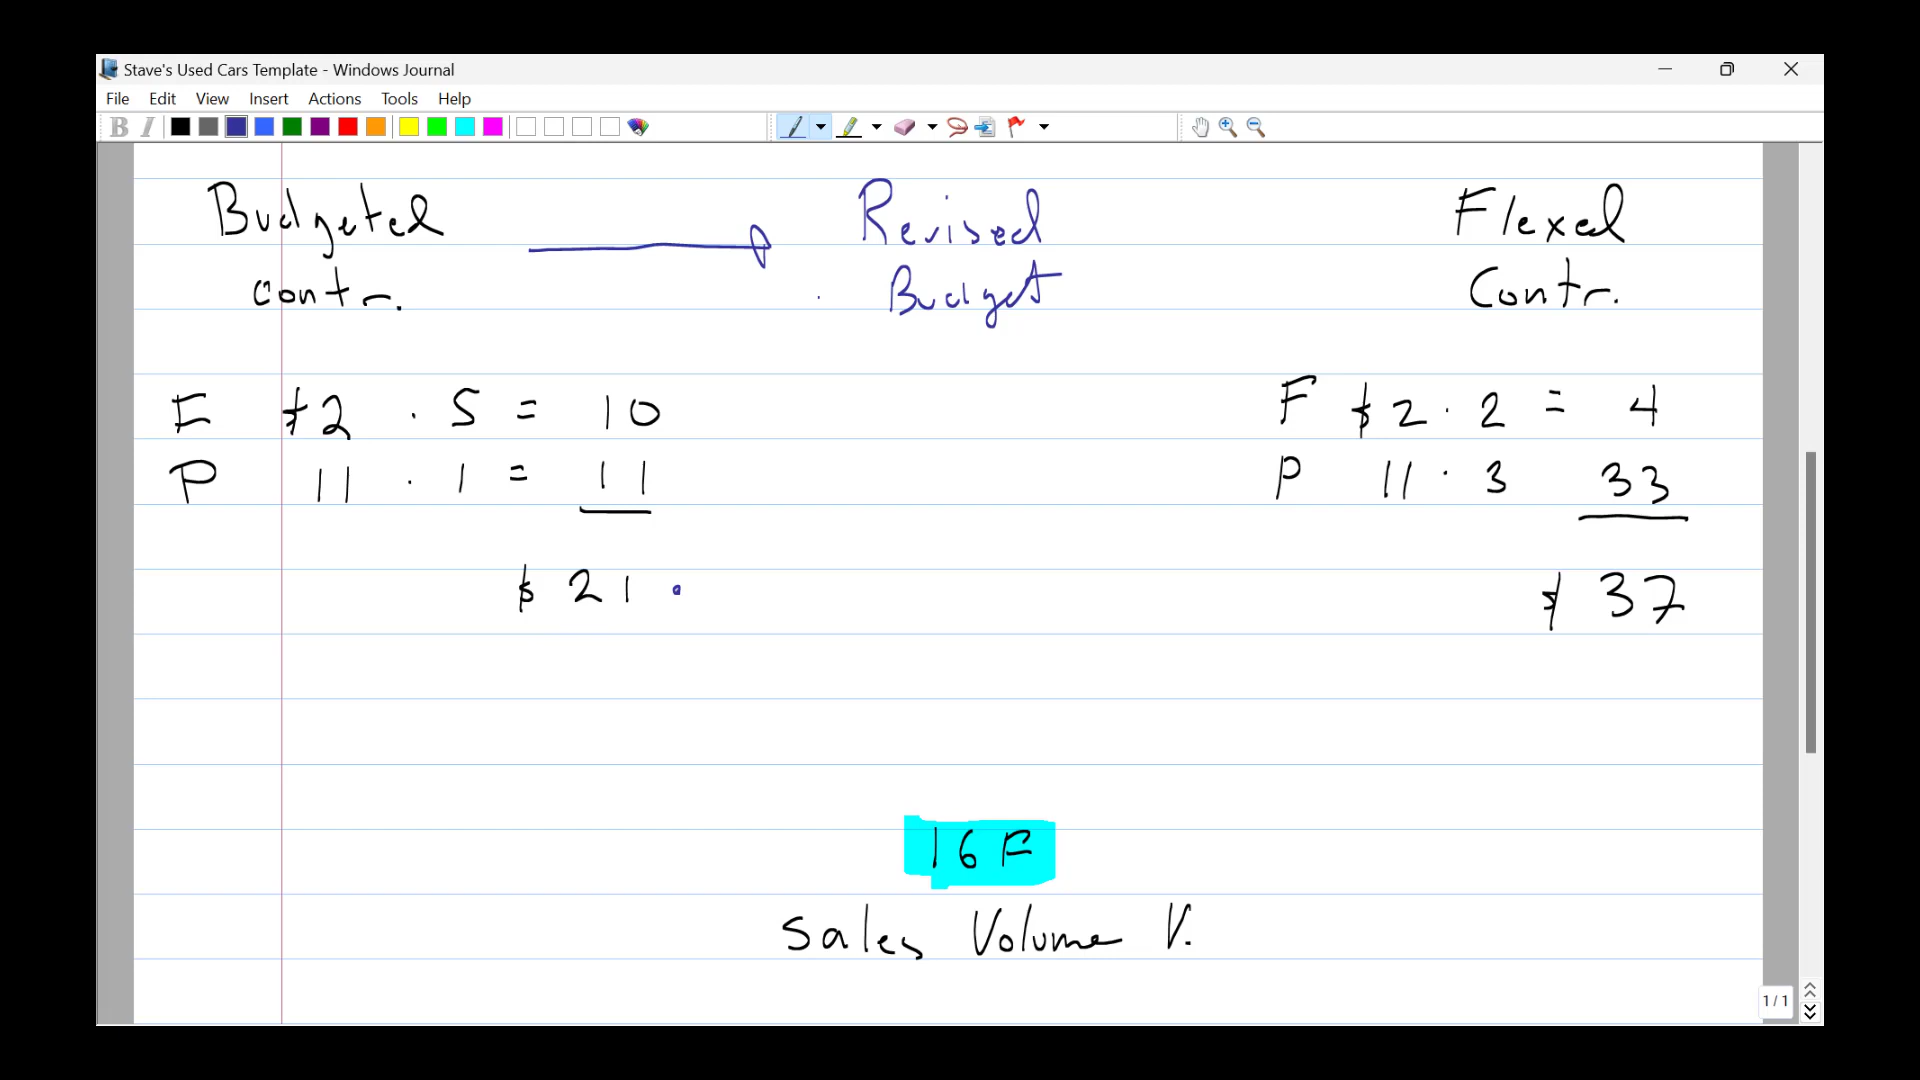 Stave's Used Cars Template - Windows Journal
File Edit View Insert Actions Tools Help
B I
Budgeted Revised Flexed
contr. Budget Contr.
F $2 · 5 = 10 F $2 · 2 = 4
P 11 · 1 = 11 P 11 · 3 33
$ 21 $ 37
16 F
Sales Volume V.
1 / 1